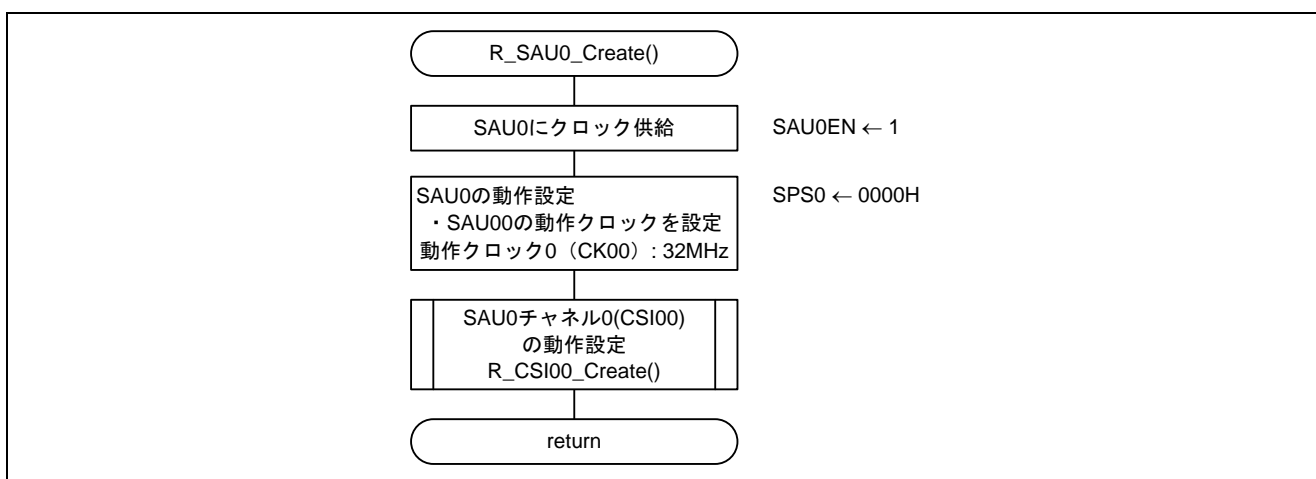 R_SAU0_Create()
SAU0にクロック供給
SAU0EN ← 1
SAU0の動作設定
・SAU00の動作クロックを設定
動作クロック0（CK00）: 32MHz
SPS0 ← 0000H
SAU0チャネル0(CSI00)
の動作設定
R_CSI00_Create()
return